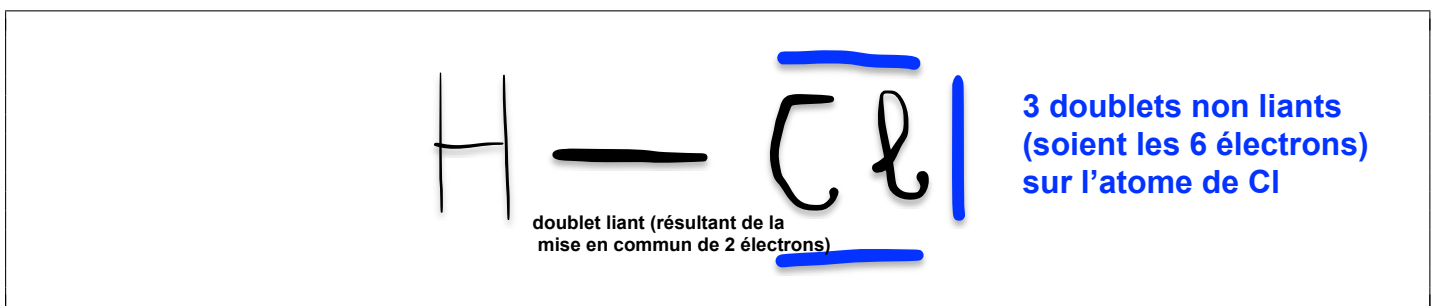 H — Cl
3 doublets non liants
(soient les 6 électrons)
sur l’atome de Cl
doublet liant (résultant de la
mise en commun de 2 électrons)